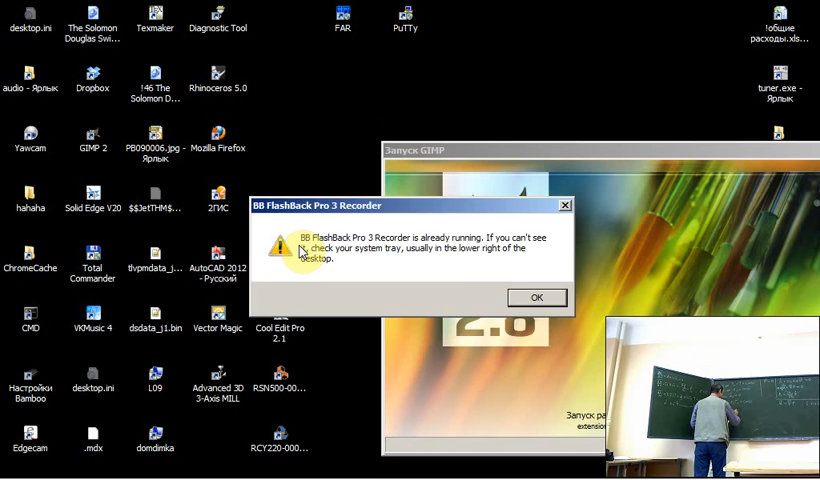 desktop.ini
The Solomon
Douglas Swi...
Texmaker
Diagnostic Tool
FAR
PuTTy
!общие
расходы.xls...
audio - Ярлык
Dropbox
!46 The
Solomon D...
Rhinoceros 5.0
tuner.exe -
Ярлык
Yawcam
GIMP 2
PB090006.jpg -
Ярлык
Mozilla Firefox
Запуск GIMP
hahaha
Solid Edge V20
$$JetTHM$...
2ГИС
BB FlashBack Pro 3 Recorder
BB FlashBack Pro 3 Recorder is already running. If you can't see
it, check your system tray, usually in the lower right of the
desktop.
OK
ChromeCache
Total
Commander
tlvpmdata_j...
AutoCAD 2012
- Русский
CMD
VKMusic 4
dsdata_j1.bin
Vector Magic
Cool Edit Pro
2.1
2.8
Настройки
Bamboo
desktop.ini
L09
Advanced 3D
3-Axis MILL
RSN500-00...
Запуск ра
extension
Edgecam
.mdx
domdimka
RCY220-000...